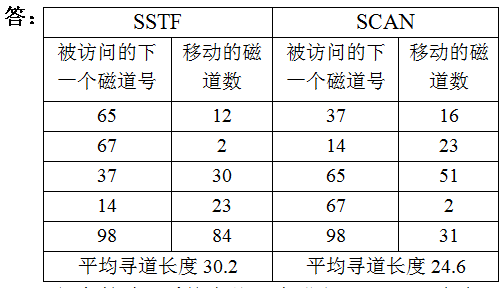 答：
SSTF SCAN
被访问的下一个磁道号 移动的磁道数 被访问的下一个磁道号 移动的磁道数
65 12 37 16
67 2 14 23
37 30 65 51
14 23 67 2
98 84 98 31
平均寻道长度 30.2 平均寻道长度 24.6